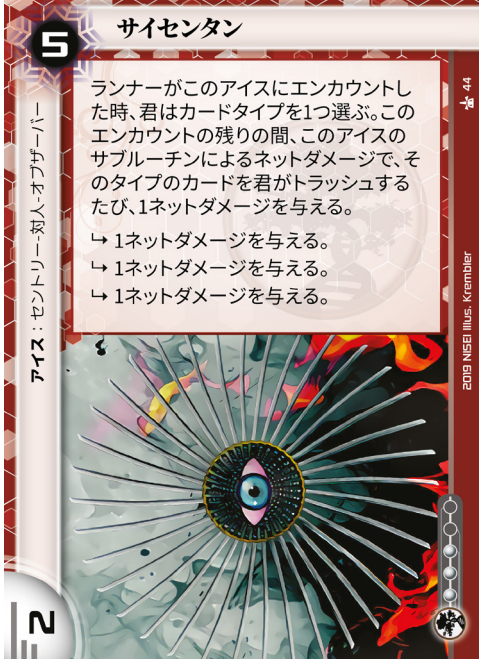 5
サイセンタン
ランナーがこのアイスにエンカウントし
た時、君はカードタイプを1つ選ぶ。この
エンカウントの残りの間、このアイスの
サブルーチンによるネットダメージで、そ
のタイプのカードを君がトラッシュする
たび、1ネットダメージを与える。
↳ 1ネットダメージを与える。
↳ 1ネットダメージを与える。
↳ 1ネットダメージを与える。
アイス：セントリー-対人-オブザーバー
44
2019 NISEI Illus. Krembler
2